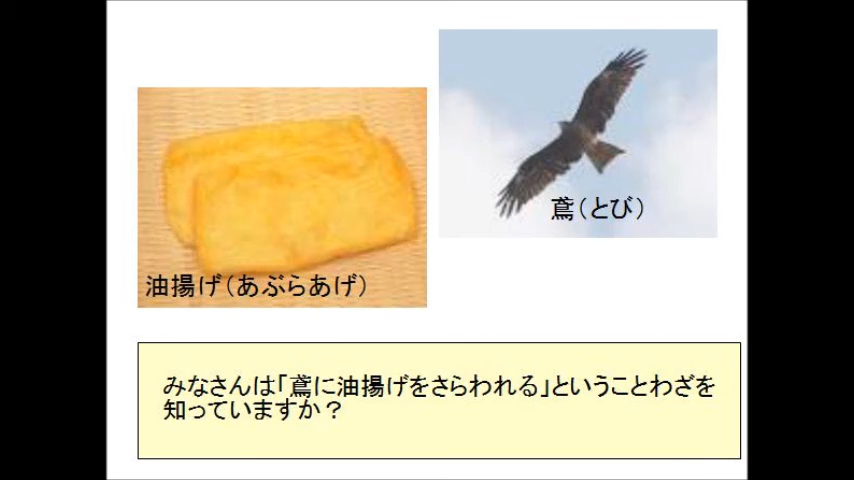 鳶（とび）
油揚げ（あぶらあげ）
みなさんは「鳶に油揚げをさらわれる」ということわざを
知っていますか？